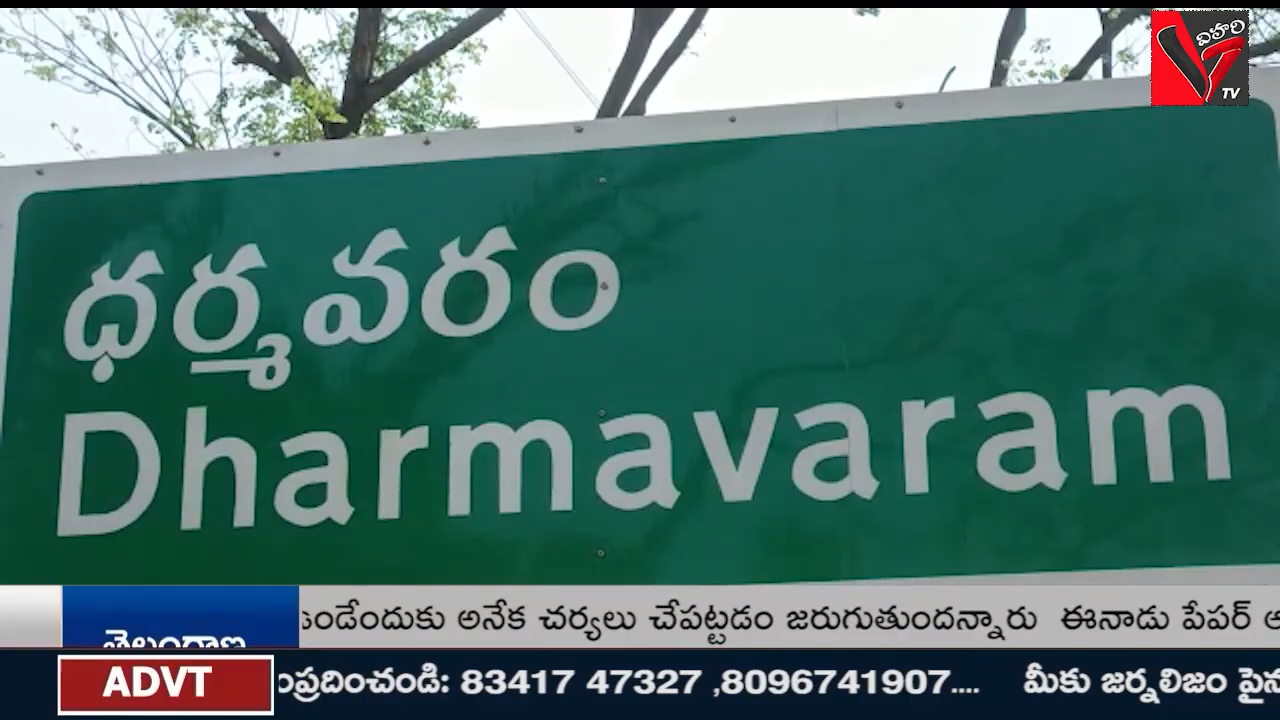 విహారి
TV
ధర్మవరం
Dharmavaram
ఉండేందుకు అనేక చర్యలు చేపట్టడం జరుగుతుందన్నారు ఈనాడు పేపర్
తెలంగాణ
ADVT
సంప్రదించండి: 83417 47327 ,8096741907.... మీకు జర్నలిజం పైన